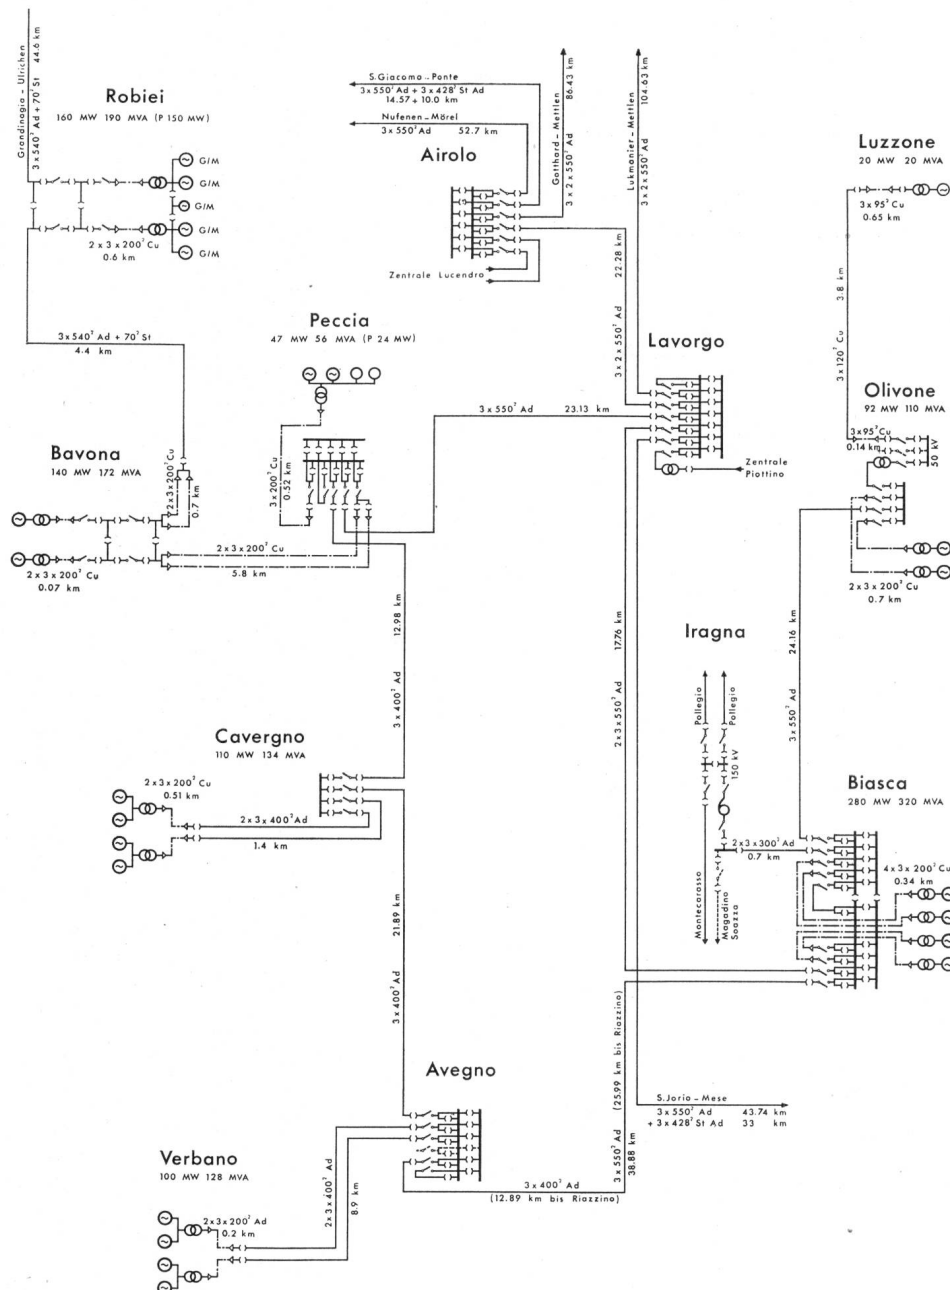 Grandinagia - Ulrichen
3 x 540² Ad + 70² St 44.6 km
Robiei
160 MW 190 MVA (P 150 MW)
G/M
G/M
G/M
G/M
G/M
2 x 3 x 200² Cu
0.6 km
S.Giacomo - Ponte
3 x 550² Ad + 3 x 428² St Ad
14.57 + 10.0 km
Nufenen - Mörel
3 x 550² Ad 52.7 km
Airolo
Zentrale Lucendro
Gotthard - Mettlen 86.43 km
3 x 2 x 550² Ad
Lukmanier - Mettlen 104.63 km
3 x 2 x 550² Ad
Luzzone
20 MW 20 MVA
3 x 95² Cu
0.65 km
3 x 120² Cu 3.8 km
3 x 2 x 550² Ad 22.28 km
3 x 540² Ad + 70² St
4.4 km
Peccia
47 MW 56 MVA (P 24 MW)
3 x 200² Cu
0.52 km
Lavorgo
3 x 550² Ad 23.13 km
Zentrale
Piottino
Olivone
92 MW 110 MVA
3 x 95² Cu
0.14 km
50 kV
2 x 3 x 200² Cu
0.7 km
Bavona
140 MW 172 MVA
2 x 3 x 200² Cu
0.7 km
2 x 3 x 200² Cu
5.8 km
2 x 3 x 200² Cu
0.07 km
3 x 400² Ad 12.98 km
2 x 3 x 550² Ad 17.76 km
3 x 550² Ad 24.16 km
Iragna
Pollegio
Pollegio
150 kV
Montecarasso
Magadino
Soazza
2 x 3 x 300² Ad
0.7 km
Cavergno
110 MW 134 MVA
2 x 3 x 200² Cu
0.51 km
2 x 3 x 400² Ad
1.4 km
Biasca
280 MW 320 MVA
4 x 3 x 200² Cu
0.34 km
3 x 400² Ad 21.89 km
Avegno
3 x 550² Ad (25.99 km bis Riazzino)
38.88 km
S.Jorio - Mese
3 x 550² Ad 43.74 km
+ 3 x 428² St Ad 33 km
3 x 400² Ad
(12.89 km bis Riazzino)
Verbano
100 MW 128 MVA
2 x 3 x 200² Ad
0.2 km
2 x 3 x 400² Ad
8.9 km